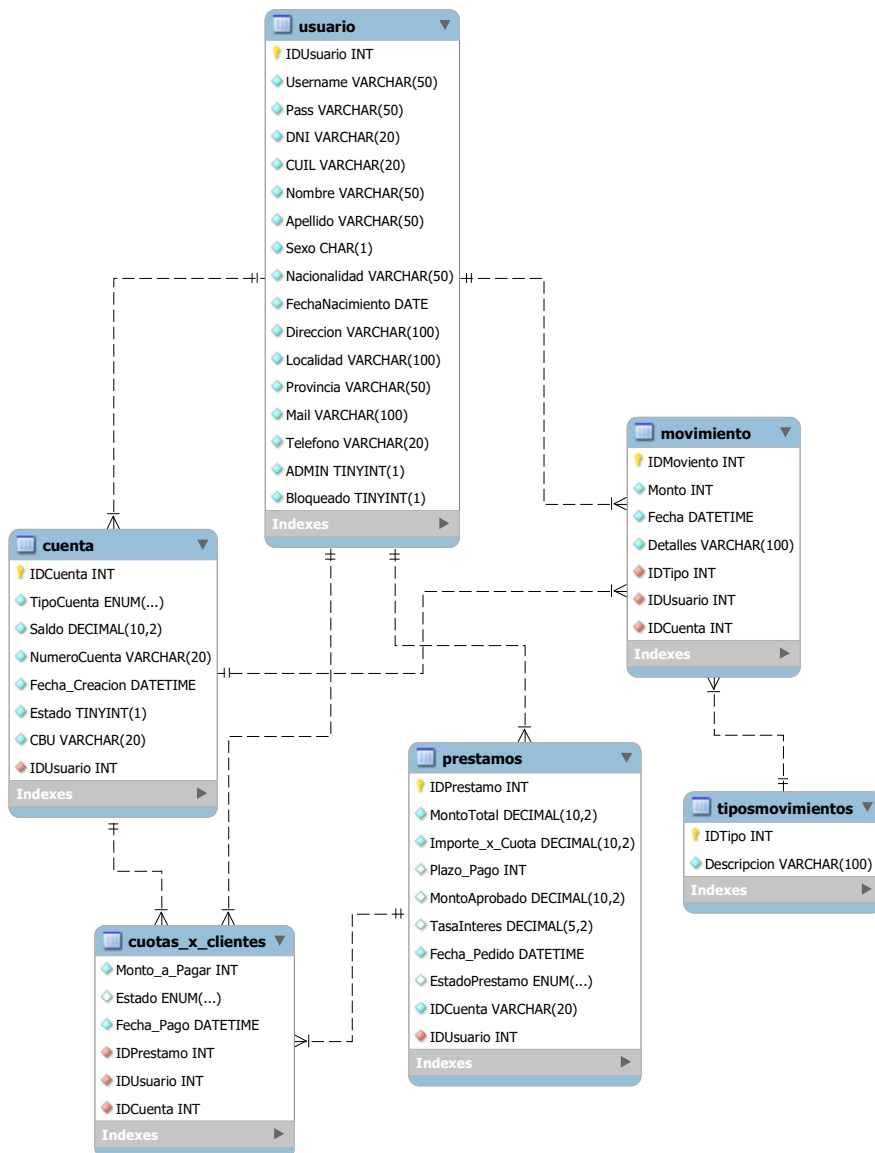 usuario
IDUsuario INT
Username VARCHAR(50)
Pass VARCHAR(50)
DNI VARCHAR(20)
CUIL VARCHAR(20)
Nombre VARCHAR(50)
Apellido VARCHAR(50)
Sexo CHAR(1)
Nacionalidad VARCHAR(50)
FechaNacimiento DATE
Direccion VARCHAR(100)
Localidad VARCHAR(100)
Provincia VARCHAR(50)
Mail VARCHAR(100)
Telefono VARCHAR(20)
ADMIN TINYINT(1)
Bloqueado TINYINT(1)
Indexes
movimiento
IDMoviento INT
Monto INT
Fecha DATETIME
Detalles VARCHAR(100)
IDTipo INT
IDUsuario INT
IDCuenta INT
Indexes
cuenta
IDCuenta INT
TipoCuenta ENUM(...)
Saldo DECIMAL(10,2)
NumeroCuenta VARCHAR(20)
Fecha_Creacion DATETIME
Estado TINYINT(1)
CBU VARCHAR(20)
IDUsuario INT
Indexes
prestamos
IDPrestamo INT
MontoTotal DECIMAL(10,2)
Importe_x_Cuota DECIMAL(10,2)
Plazo_Pago INT
MontoAprobado DECIMAL(10,2)
TasaInteres DECIMAL(5,2)
Fecha_Pedido DATETIME
EstadoPrestamo ENUM(...)
IDCuenta VARCHAR(20)
IDUsuario INT
Indexes
tiposmovimientos
IDTipo INT
Descripcion VARCHAR(100)
Indexes
cuotas_x_clientes
Monto_a_Pagar INT
Estado ENUM(...)
Fecha_Pago DATETIME
IDPrestamo INT
IDUsuario INT
IDCuenta INT
Indexes